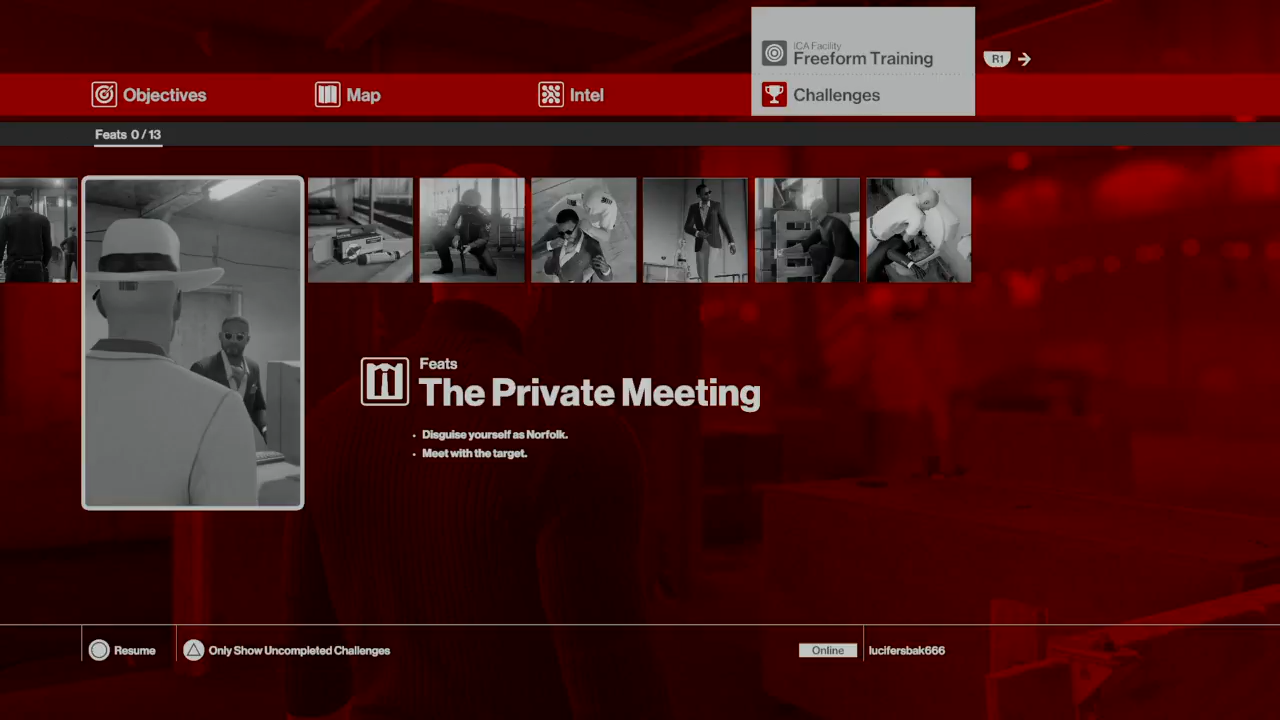 ICA Facility
Freeform Training
R1
Objectives
Map
Intel
Challenges
Feats 0 / 13
Feats
The Private Meeting
• Disguise yourself as Norfolk.
• Meet with the target.
Resume
Only Show Uncompleted Challenges
Online
lucifersbak666